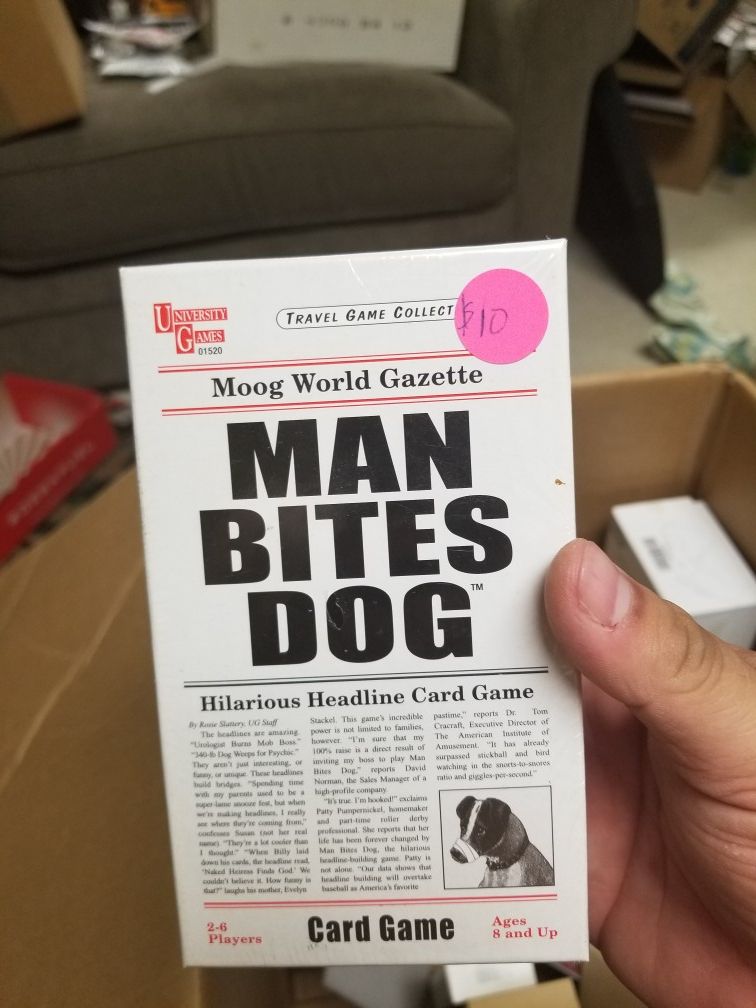 UNIVERSITY
GAMES
01520
TRAVEL GAME COLLECT
$10
Moog World Gazette
MAN
BITES
DOG™
Hilarious Headline Card Game
By Rosie Slattery, UG Staff
The headlines are amazing.
"Urologist Burns Mob Boss."
"340-lb Dog Weeps for Psychic."
They aren't just interesting, or
funny, or unique. These headlines
build bridges. "Spending time
with my parents used to be a
super-lame snooze fest, but when
we're making headlines, I really
see where they're coming from,"
confesses Susan (not her real
name). "They're a lot cooler than
I thought." "When Billy laid
down his cards, the headline read,
'Naked Heiress Finds God.' We
couldn't believe it. How funny is
that?" laughs his mother, Evelyn
Stackel. This game's incredible
power is not limited to families,
however. "I'm sure that my
100% raise is a direct result of
inviting my boss to play Man
Bites Dog," reports David
Norman, the Sales Manager of a
high-profile company.
"It's true. I'm hooked!" exclaims
Patty Pumpernickel, homemaker
and part-time roller derby
professional. She reports that her
life has been forever changed by
Man Bites Dog, the hilarious
headline-building game. Patty is
not alone. "Our data shows that
headline building will overtake
baseball as America's favorite
pastime," reports Dr. Tom
Cracraft, Executive Director of
The American Institute of
Amusement. "It has already
surpassed stickball and bird
watching in the snorts-to-snores
ratio and giggles-per-second."
2-6
Players
Card Game
Ages
8 and Up